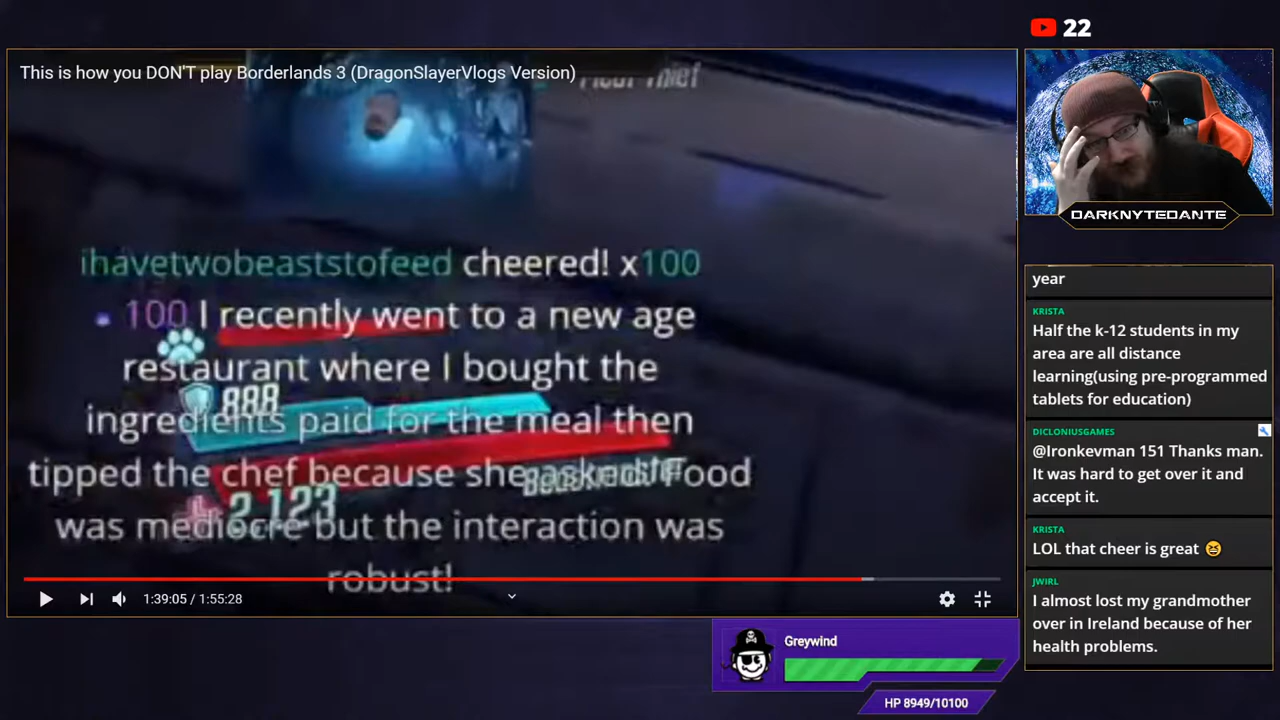 22
This is how you DON'T play Borderlands 3 (DragonSlayerVlogs Version)
Thief
ihavetwobeaststofeed cheered! x100
100 I recently went to a new age
restaurant where I bought the
888
ingredients paid for the meal then
tipped the chef because she asked. Food
2,123
was mediocre but the interaction was
robust!
1:39:05 / 1:55:28
DARKNYTEDANTE
year
KRISTA
Half the k-12 students in my
area are all distance
learning(using pre-programmed
tablets for education)
DICLONIUSGAMES
@Ironkevman 151 Thanks man.
It was hard to get over it and
accept it.
KRISTA
LOL that cheer is great 😆
JWIRL
I almost lost my grandmother
over in Ireland because of her
health problems.
Greywind
HP 8949/10100